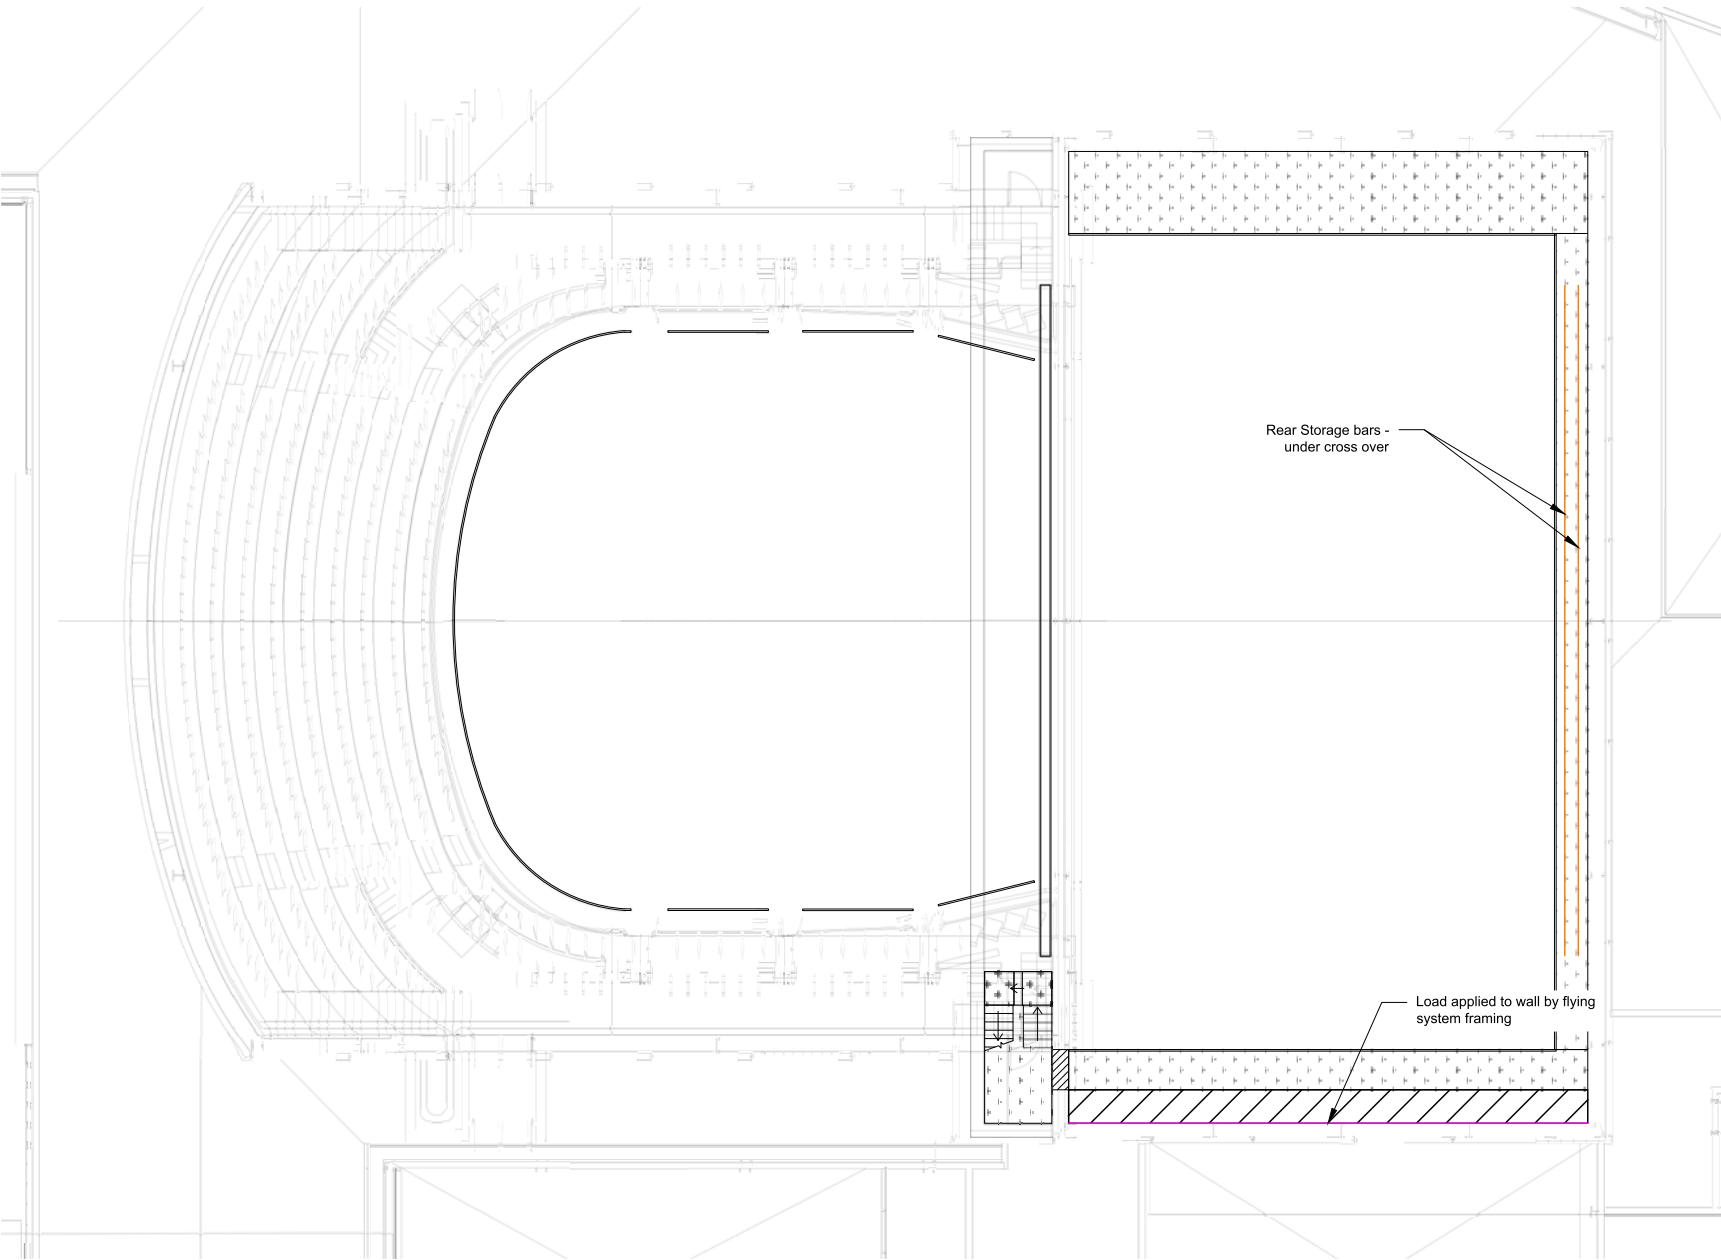 Rear Storage bars -
under cross over
Load applied to wall by flying
system framing